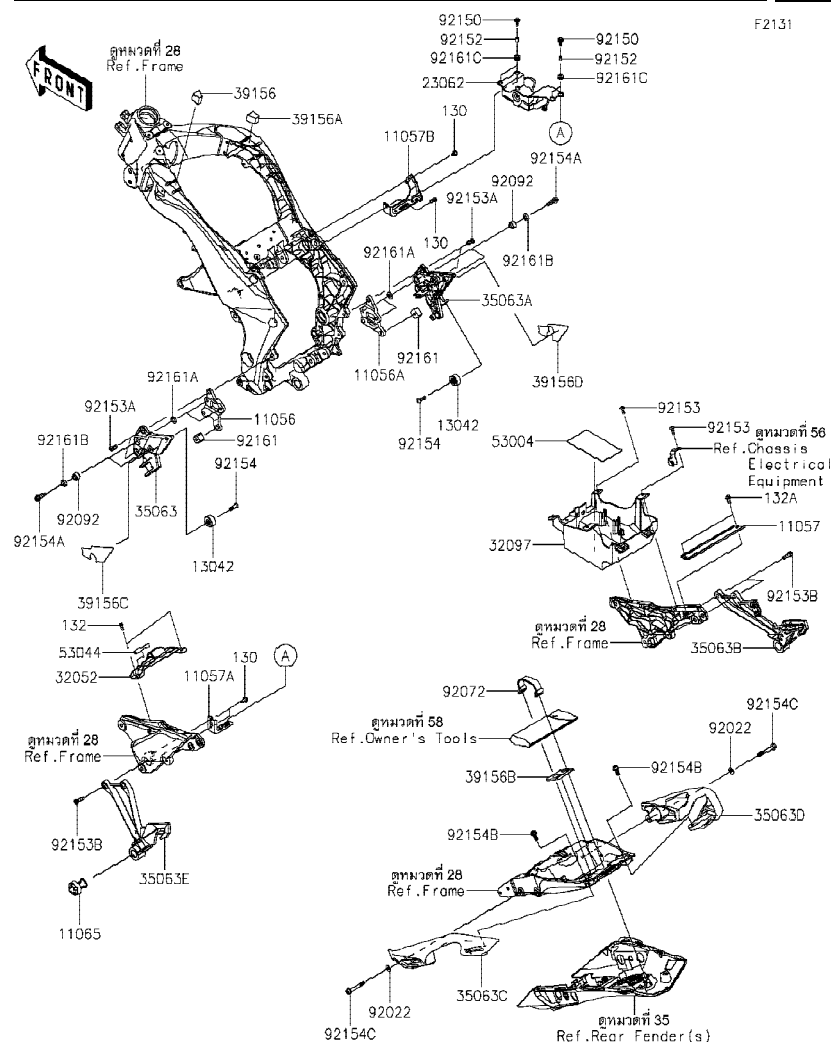 F2131
92150
92152
92161C
23062
92150
92152
92161C
A
ดูหมวดที่ 28
Ref.Frame
FRONT
39156
39156A
11057B
130
92154A
92092
92153A
130
92161B
92161A
35063A
92161
11056A
39156D
13042
92154
92161A
92153A
11056
92161B
92161
92154
92092
35063
92154A
13042
39156C
92153
92153
53004
ดูหมวดที่ 56
Ref.Chassis
Electrical
Equipment
132A
11057
32097
92153B
ดูหมวดที่ 28
Ref.Frame
35063B
132
53044
32052
11057A
130
A
ดูหมวดที่ 28
Ref.Frame
92153B
35063E
11065
92072
ดูหมวดที่ 58
Ref.Owner's Tools
39156B
92154C
92022
92154B
35063D
92154B
ดูหมวดที่ 28
Ref.Frame
35063C
92022
92154C
ดูหมวดที่ 35
Ref.Rear Fender(s)